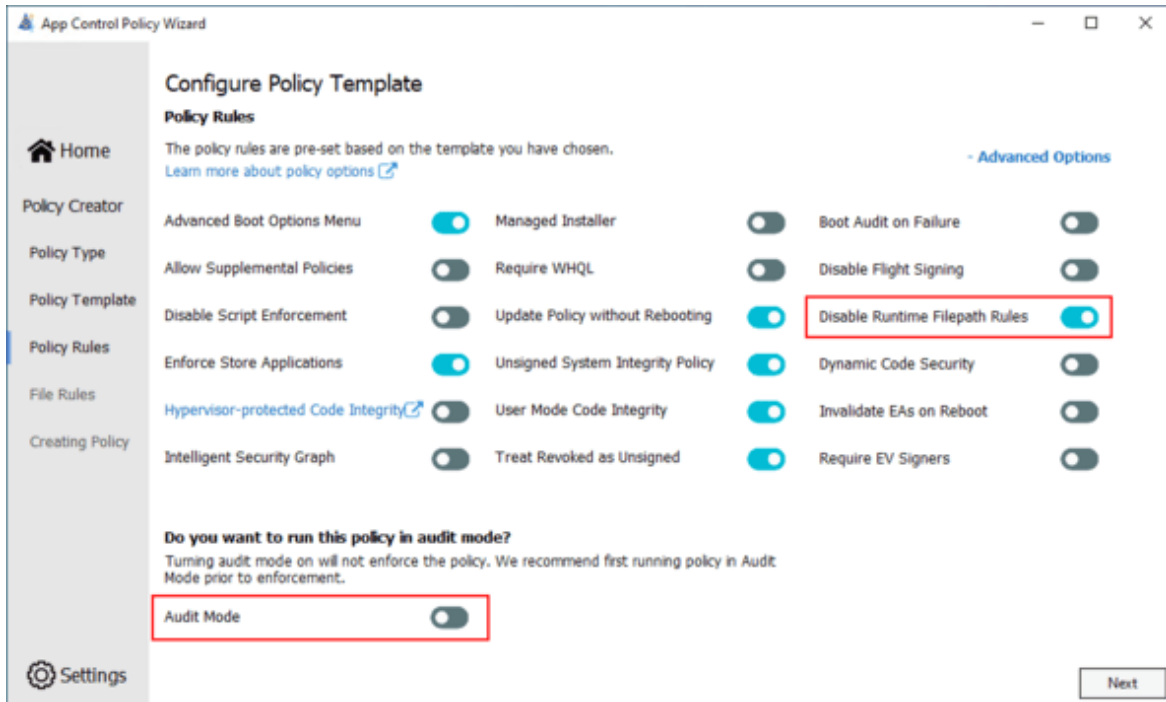 App Control Policy Wizard
Home
Policy Creator
Policy Type
Policy Template
Policy Rules
File Rules
Creating Policy
Settings
Configure Policy Template
Policy Rules
The policy rules are pre-set based on the template you have chosen.
Learn more about policy options
- Advanced Options
Advanced Boot Options Menu
Allow Supplemental Policies
Disable Script Enforcement
Enforce Store Applications
Hypervisor-protected Code Integrity
Intelligent Security Graph
Managed Installer
Require WHQL
Update Policy without Rebooting
Unsigned System Integrity Policy
User Mode Code Integrity
Treat Revoked as Unsigned
Boot Audit on Failure
Disable Flight Signing
Disable Runtime Filepath Rules
Dynamic Code Security
Invalidate EAs on Reboot
Require EV Signers
Do you want to run this policy in audit mode?
Turning audit mode on will not enforce the policy. We recommend first running policy in Audit
Mode prior to enforcement.
Audit Mode
Next